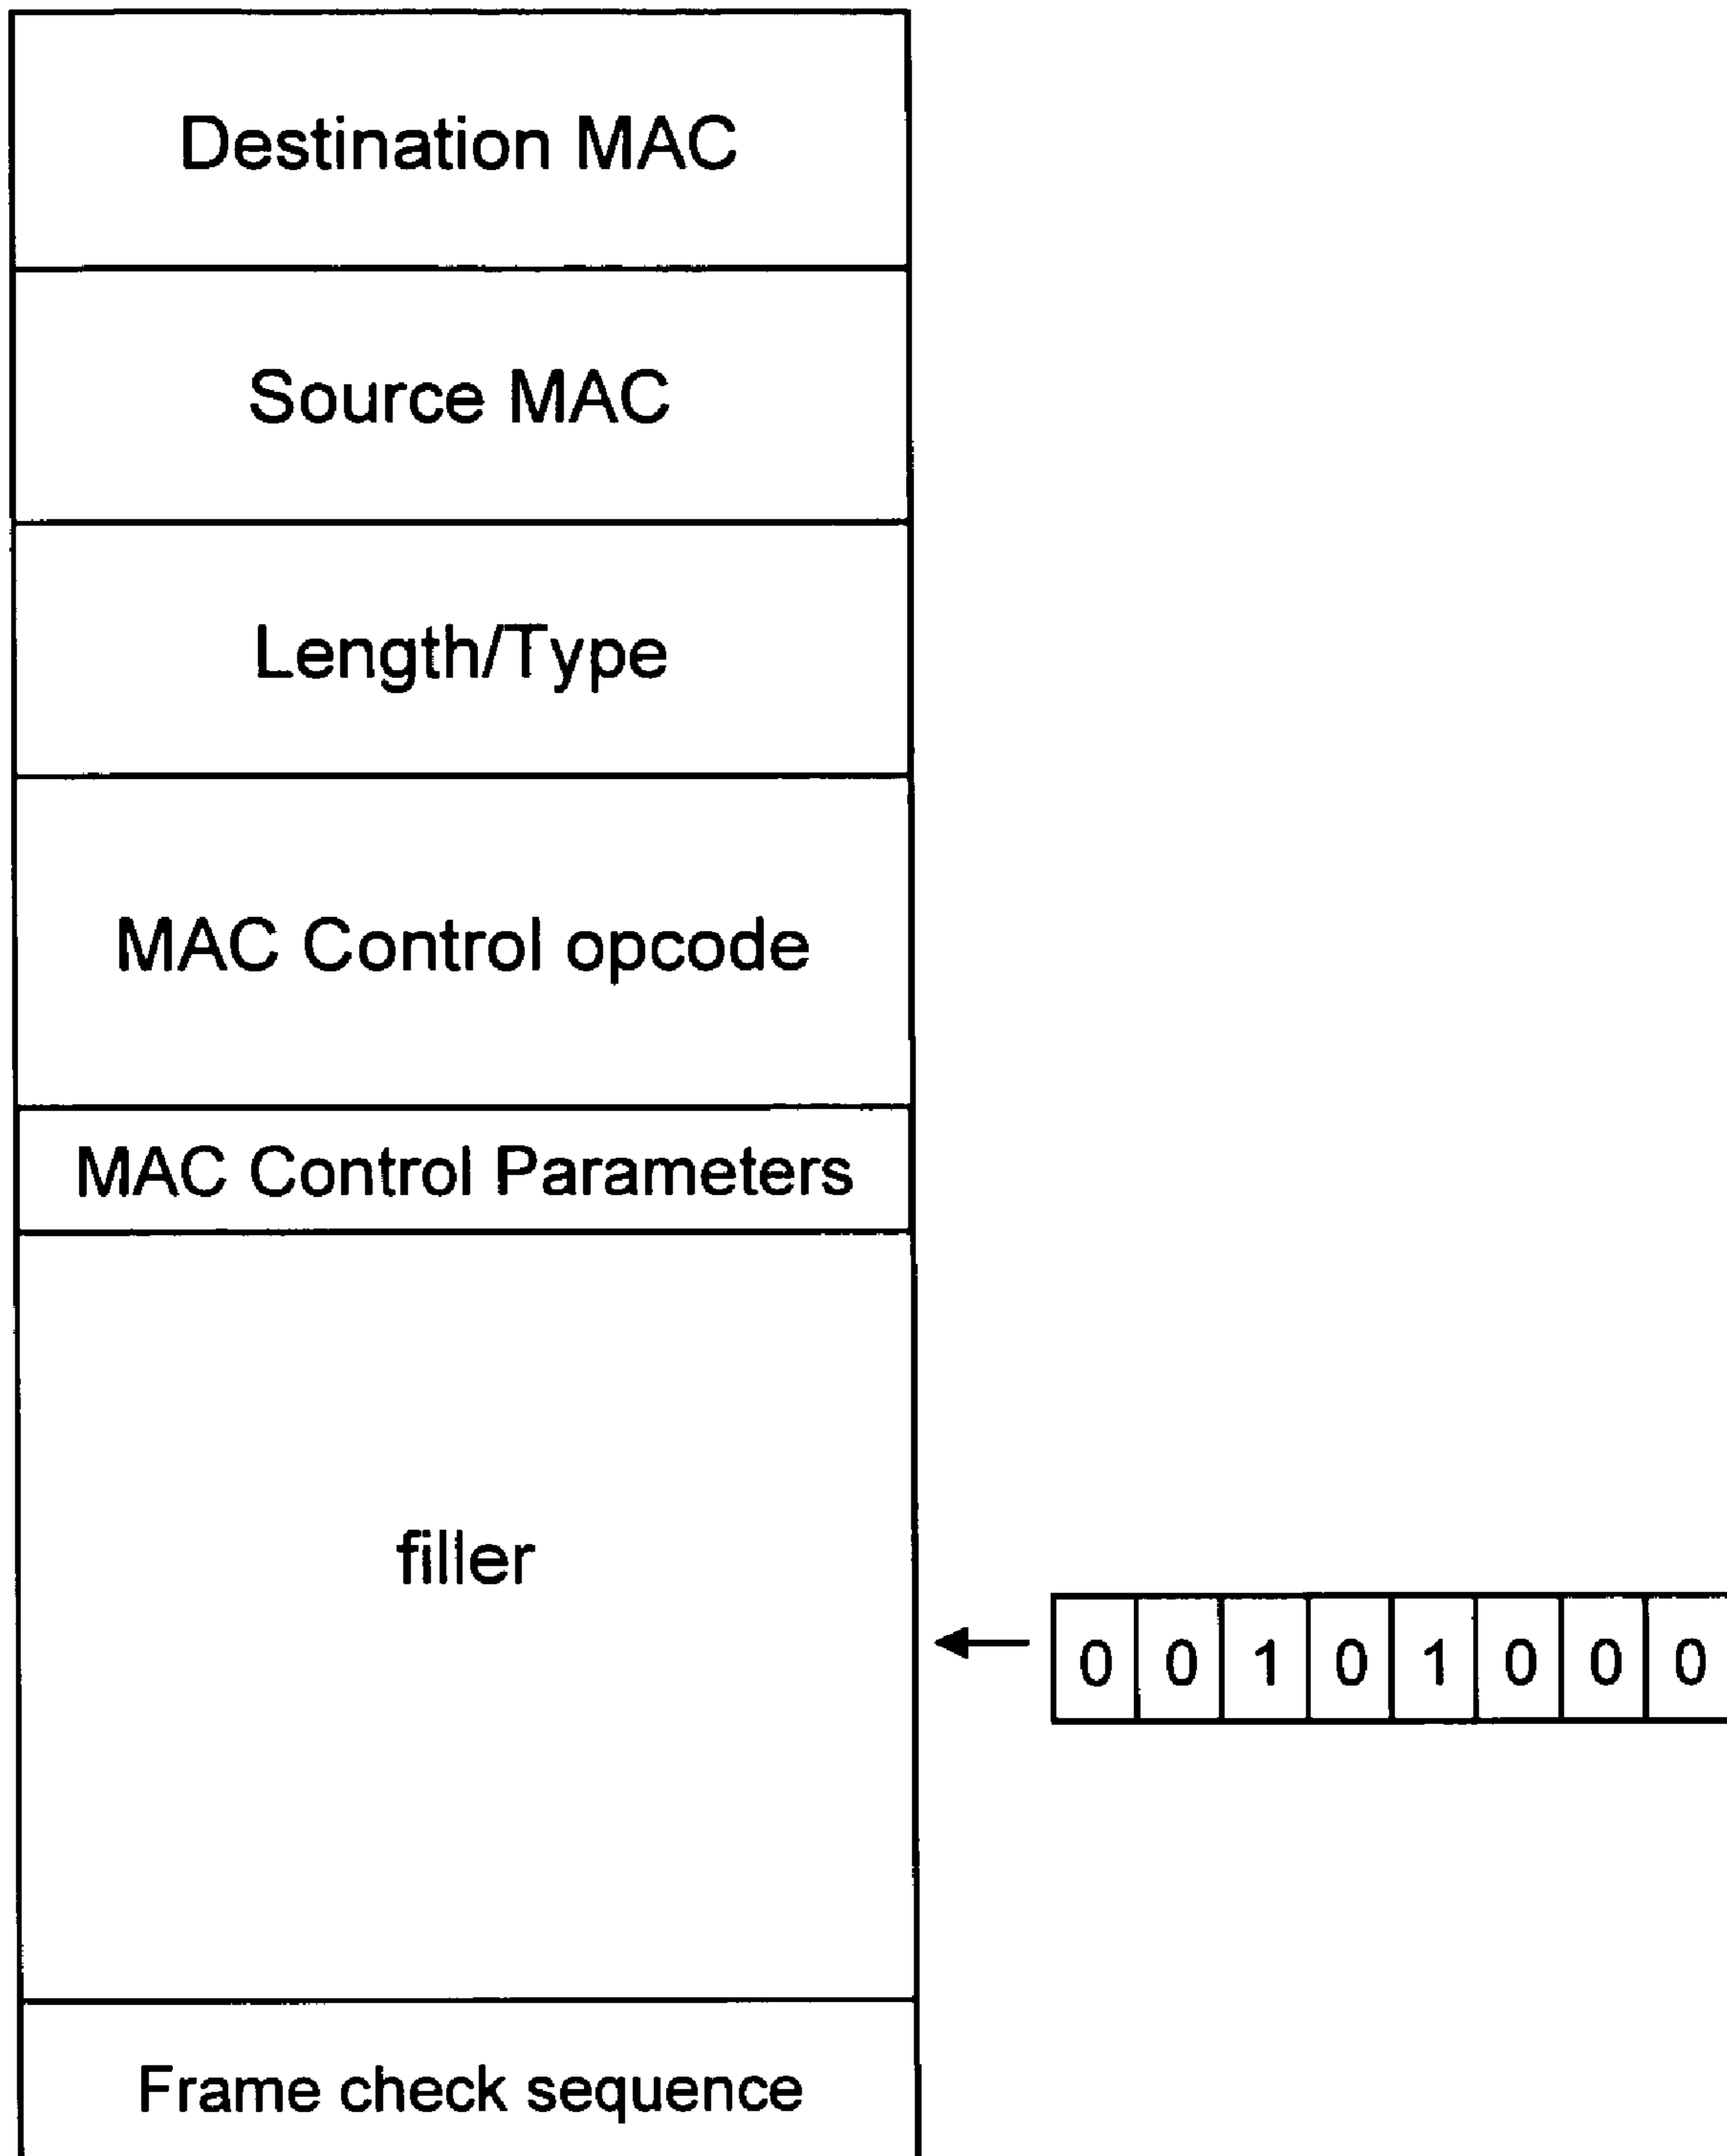 Destination MAC
Source MAC
Length/Type
MAC Control opcode
MAC Control Parameters
filler
0 0 1 0 1 0 0 0
Frame check sequence